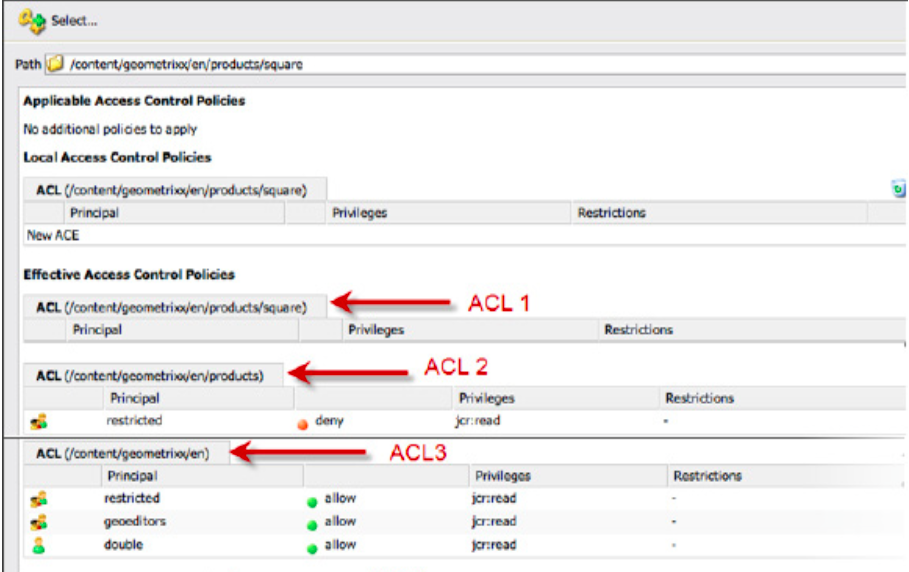 Select...
Path /content/geometrixx/en/products/square
Applicable Access Control Policies
No additional policies to apply
Local Access Control Policies
ACL (/content/geometrixx/en/products/square)
Principal Privileges Restrictions
New ACE
Effective Access Control Policies
ACL (/content/geometrixx/en/products/square) ACL 1
Principal Privileges Restrictions
ACL (/content/geometrixx/en/products) ACL 2
Principal Privileges Restrictions
restricted deny jcr:read -
ACL (/content/geometrixx/en) ACL3
Principal Privileges Restrictions
restricted allow jcr:read -
geoeditors allow jcr:read -
double allow jcr:read -